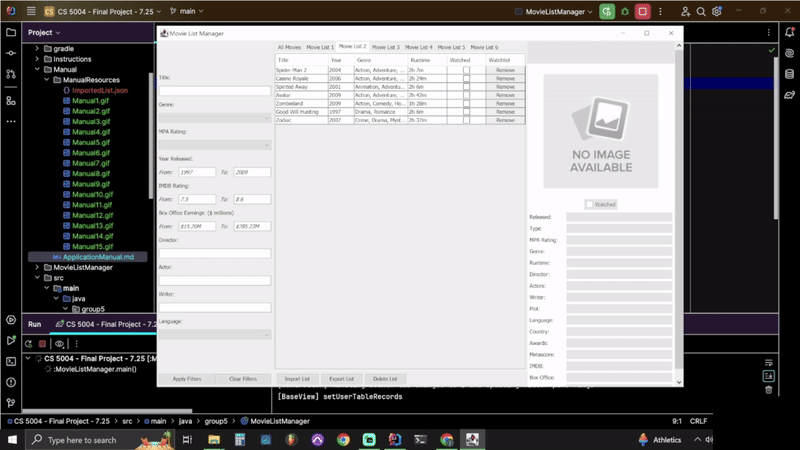 CS CS 5004 - Final Project - 7.25 main MovieListManager
Project
gradle
Instructions
Manual
ManualResources
ImportedList.json
Manual1.gif
Manual2.gif
Manual3.gif
Manual4.gif
Manual5.gif
Manual6.gif
Manual7.gif
Manual8.gif
Manual9.gif
Manual10.gif
Manual11.gif
Manual12.gif
Manual13.gif
Manual14.gif
Manual15.gif
ApplicationManual.md
MovieListManager
src
main
java
group5
Movie List Manager
All Movies Movie List 1 Movie List 2 Movie List 3 Movie List 4 Movie List 5 Movie List 6
Title Year Genre Runtime Watched Watchlist
Spider-Man 2 2004 Action, Adventure, ... 2h 7m Remove
Casino Royale 2006 Action, Adventure, ... 2h 24m Remove
Spirited Away 2001 Animation, Adventure, ... 2h 4m Remove
Avatar 2009 Action, Adventure, ... 2h 42m Remove
Zombieland 2009 Action, Comedy, Ho... 1h 28m Remove
Good Will Hunting 1997 Drama, Romance 2h 6m Remove
Zodiac 2007 Crime, Drama, Myst... 2h 37m Remove
Title:
Genre:
MPA Rating:
Year Released:
From: 1997 To: 2009
IMDB Rating:
From: 7.5 To: 8.6
Box Office Earnings: ($ millions)
From: To:
Director:
Actor:
Writer:
Language:
Apply Filters Clear Filters Import List Export List Delete List
NO IMAGE
AVAILABLE
Watched
Released:
Type:
MPA Rating:
Genre:
Runtime:
Director:
Actors:
Writer:
Plot:
Language:
Country:
Awards:
Metascore:
IMDB:
Box Office:
Run CS 5004 - Final Project - 7.25
CS 5004 - Final Project - 7.25 [:M
:MovieListManager.main()
[BaseView] setUserTableRecords
CS 5004 - Final Project - 7.25 > src > main > java > group5 > MovieListManager 9:1 CRLF
Type here to search Athletics